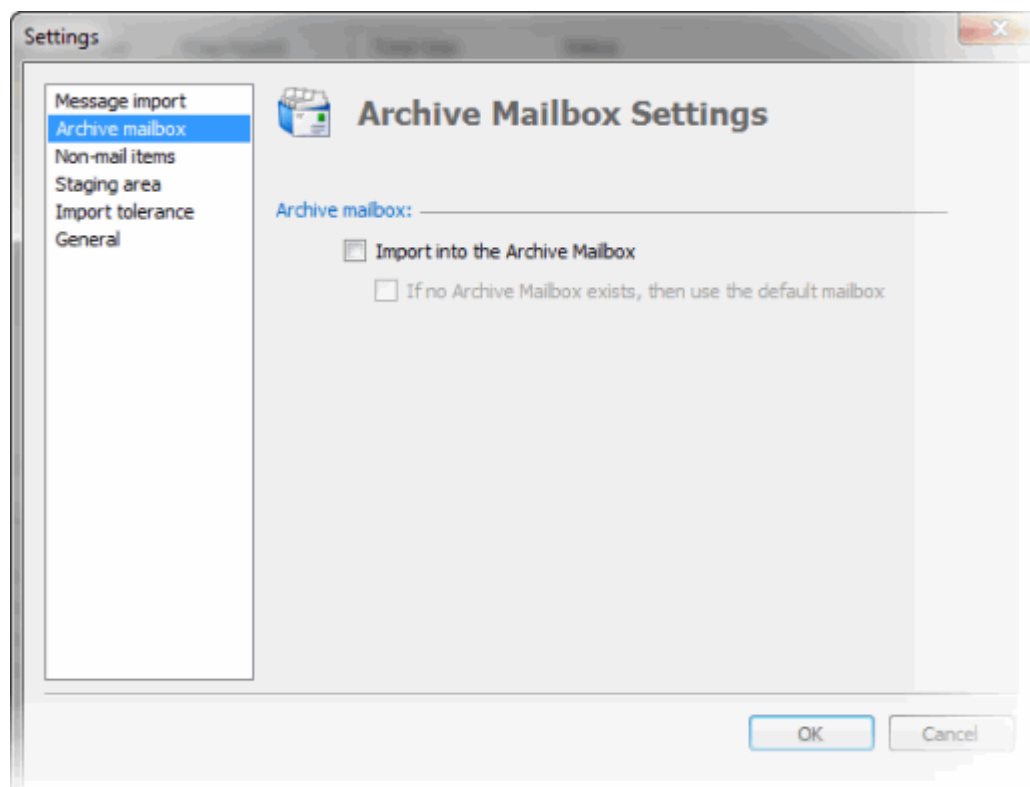 Settings
Message import
Archive mailbox
Non-mail items
Staging area
Import tolerance
General
Archive Mailbox Settings
Archive mailbox:
Import into the Archive Mailbox
If no Archive Mailbox exists, then use the default mailbox
OK
Cancel